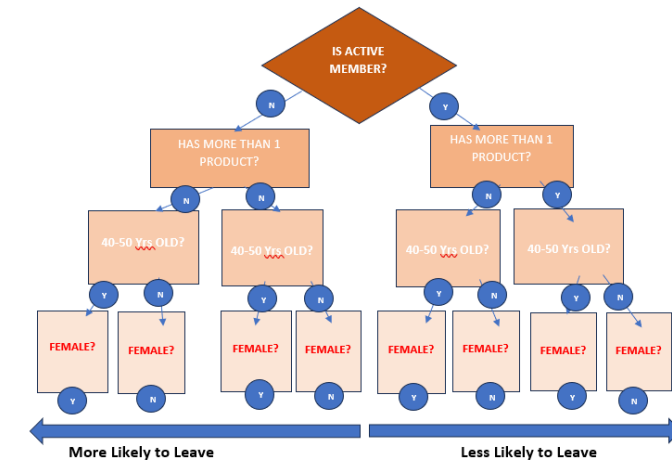 IS ACTIVE
MEMBER?
N
Y
HAS MORE THAN 1
PRODUCT?
HAS MORE THAN 1
PRODUCT?
N
N
N
Y
40-50 Yrs OLD?
40-50 Yrs OLD?
40-50 Yrs OLD?
40-50 Yrs OLD?
Y
N
Y
N
Y
N
Y
N
FEMALE?
FEMALE?
FEMALE?
FEMALE?
FEMALE?
FEMALE?
FEMALE?
FEMALE?
Y
N
Y
N
Y
N
Y
N
More Likely to Leave
Less Likely to Leave